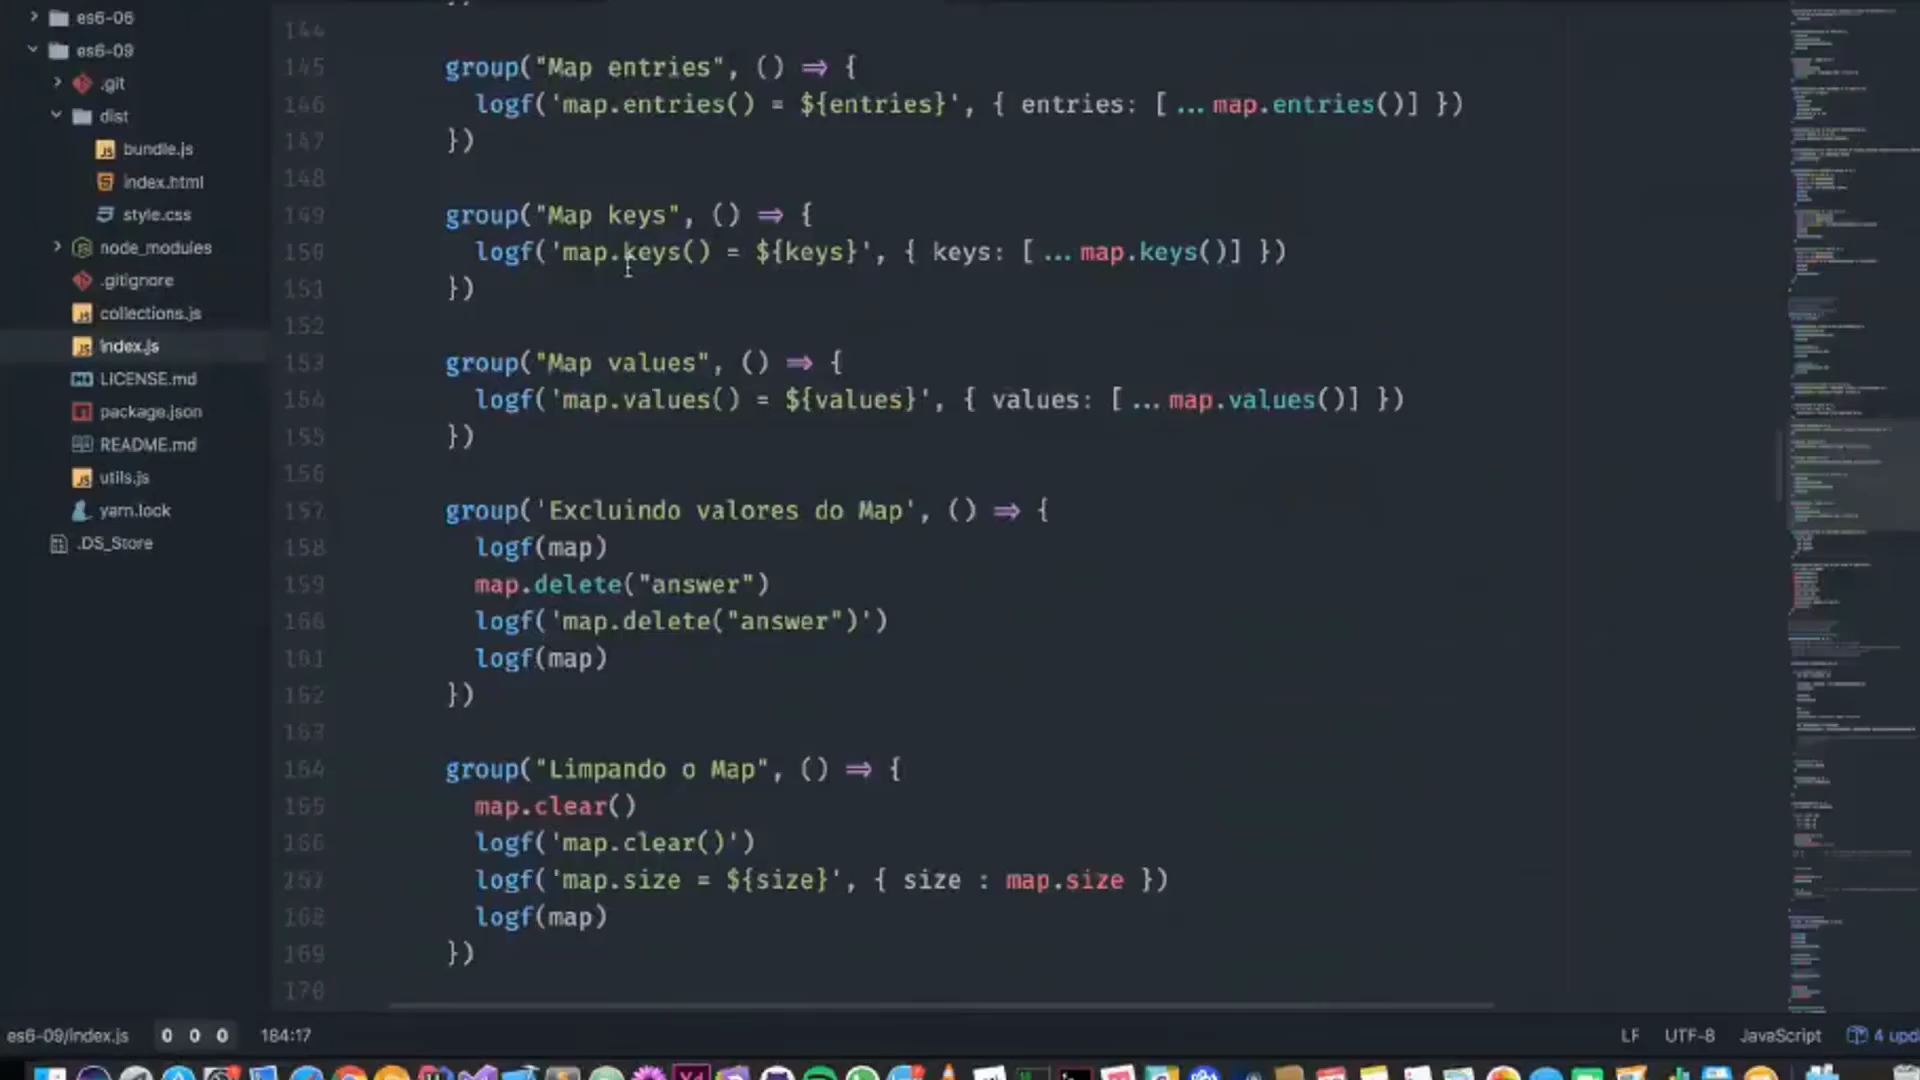 es6-06
es6-09
.git
dist
bundle.js
index.html
style.css
node_modules
.gitignore
collections.js
index.js
LICENSE.md
package.json
README.md
utils.js
yarn.lock
.DS_Store
144
145 group("Map entries", () => {
146 logf('map.entries() = ${entries}', { entries: [...map.entries()] })
147 })
148
149 group("Map keys", () => {
150 logf('map.keys() = ${keys}', { keys: [...map.keys()] })
151 })
152
153 group("Map values", () => {
154 logf('map.values() = ${values}', { values: [...map.values()] })
155 })
156
157 group('Excluindo valores do Map', () => {
158 logf(map)
159 map.delete("answer")
160 logf('map.delete("answer")')
161 logf(map)
162 })
163
164 group("Limpando o Map", () => {
165 map.clear()
166 logf('map.clear()')
167 logf('map.size = ${size}', { size : map.size })
168 logf(map)
169 })
170
es6-09/index.js 0 0 0 184:17 LF UTF-8 JavaScript 4 upd